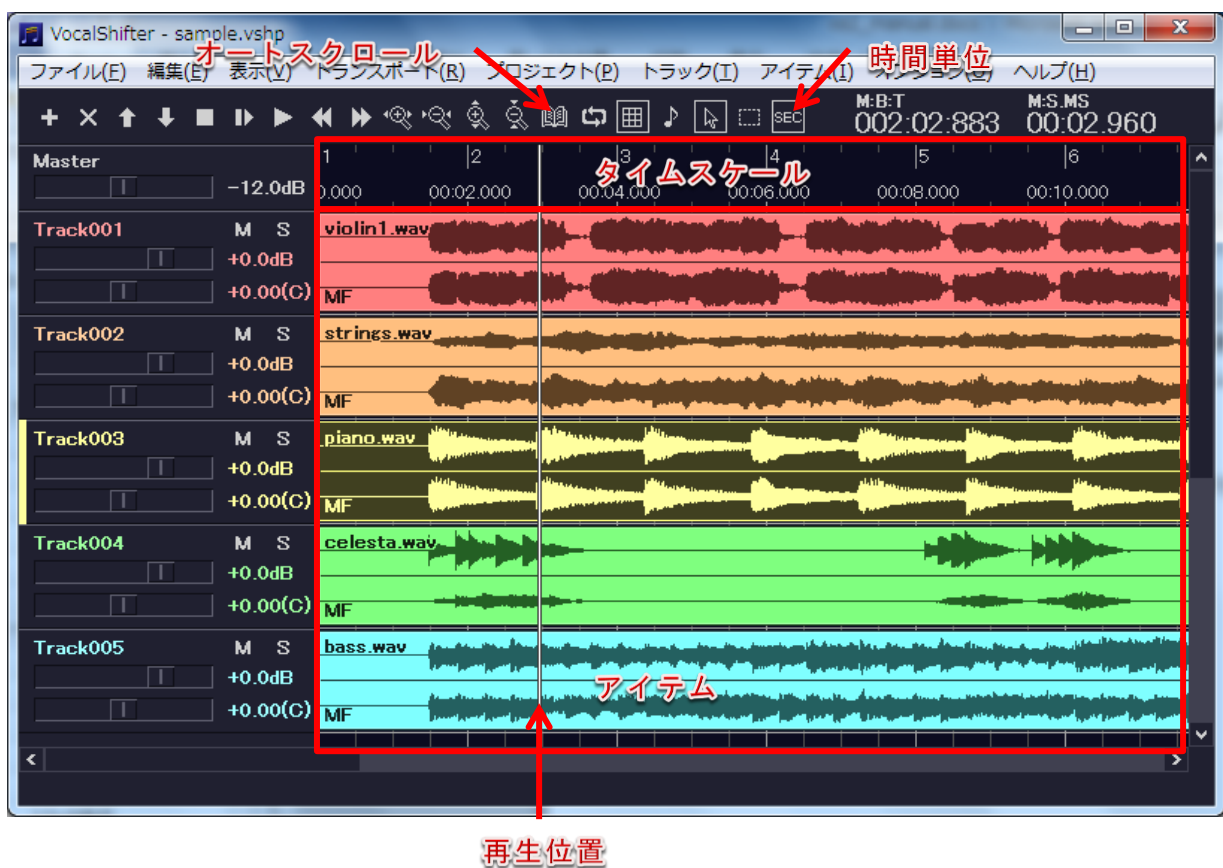 VocalShifter - sample.vshp
オートスクロール
時間単位
ファイル(F) 編集(E) 表示(V) トランスポート(R) プロジェクト(P) トラック(T) アイテム(I) オプション(O) ヘルプ(H)
SEC
M:B:T
002:02:883
M:S.MS
00:02.960
Master
-12.0dB
1 2 3 4 5 6
タイムスケール
0.000 00:02.000 00:04.000 00:06.000 00:08.000 00:10.000
Track001 M S
+0.0dB
+0.00(C)
violin1.wav
MF
Track002 M S
+0.0dB
+0.00(C)
strings.wav
MF
Track003 M S
+0.0dB
+0.00(C)
piano.wav
MF
Track004 M S
+0.0dB
+0.00(C)
celesta.wav
MF
Track005 M S
+0.0dB
+0.00(C)
bass.wav
MF
アイテム
再生位置